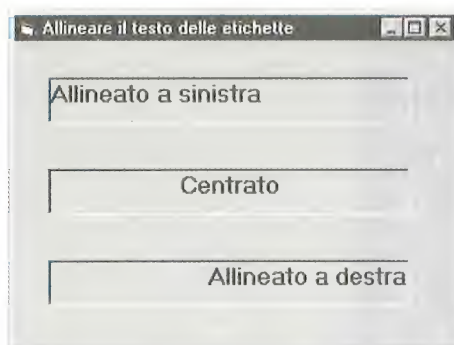 Allineare il testo delle etichette
Allineato a sinistra
Centrato
Allineato a destra